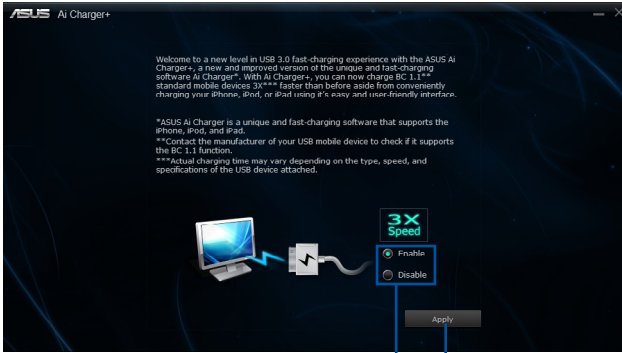 ASUS Ai Charger+
Welcome to a new level in USB 3.0 fast-charging experience with the ASUS Ai
Charger+, a new and improved version of the unique and fast-charging
software Ai Charger*. With Ai Charger+, you can now charge BC 1.1**
standard mobile devices 3X*** faster than before aside from conveniently
charging your iPhone, iPod, or iPad using it's easy and user-friendly interface.
*ASUS Ai Charger is a unique and fast-charging software that supports the
iPhone, iPod, and iPad.
**Contact the manufacturer of your USB mobile device to check if it supports
the BC 1.1 function.
***Actual charging time may vary depending on the type, speed, and
specifications of the USB device attached.
3X
Speed
Enable
Disable
Apply